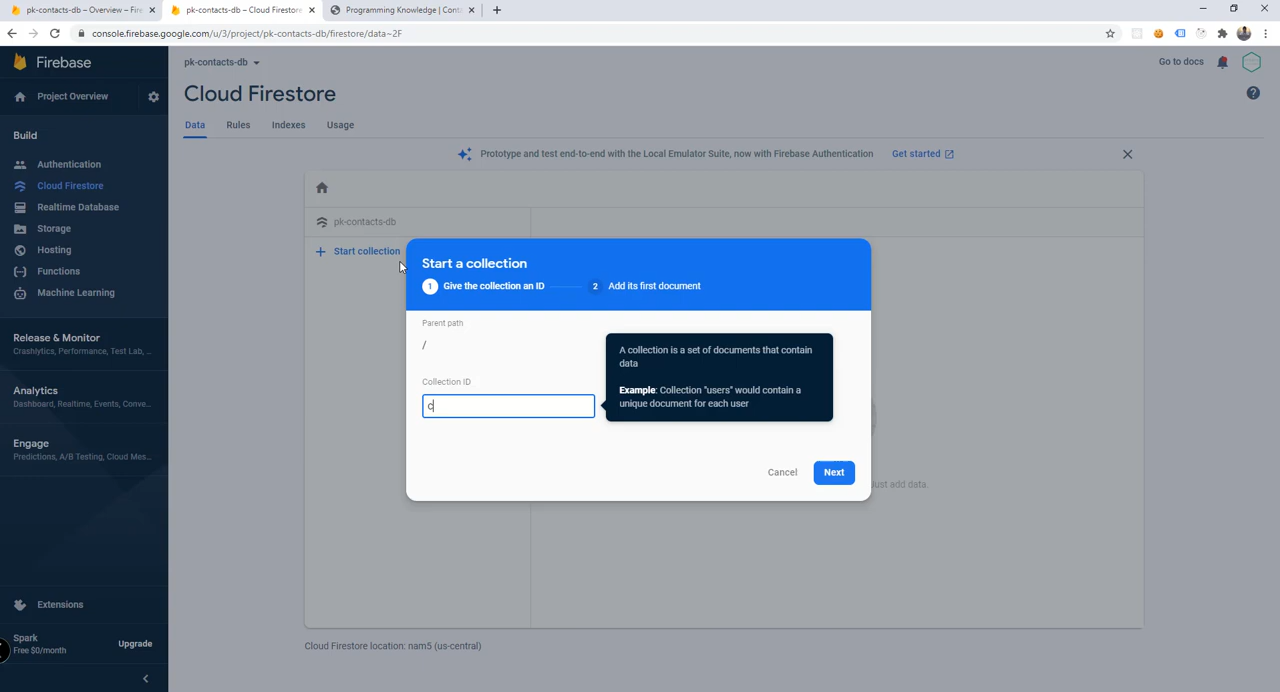 pk-contacts-db – Overview – Fire
pk-contacts-db – Cloud Firestore
Programming Knowledge | Conta
console.firebase.google.com/u/3/project/pk-contacts-db/firestore/data~2F
Firebase
pk-contacts-db
Go to docs
Project Overview
Cloud Firestore
Data
Rules
Indexes
Usage
Build
Authentication
Cloud Firestore
Realtime Database
Storage
Hosting
Functions
Machine Learning
Release & Monitor
Crashlytics, Performance, Test Lab, ...
Analytics
Dashboard, Realtime, Events, Conve...
Engage
Predictions, A/B Testing, Cloud Mes...
Extensions
Spark
Free $0/month
Upgrade
Prototype and test end-to-end with the Local Emulator Suite, now with Firebase Authentication
Get started
pk-contacts-db
Start collection
Start a collection
1 Give the collection an ID
2 Add its first document
Parent path
/
Collection ID
c
A collection is a set of documents that contain
data
Example: Collection "users" would contain a
unique document for each user
Cancel
Next
Just add data.
Cloud Firestore location: nam5 (us-central)